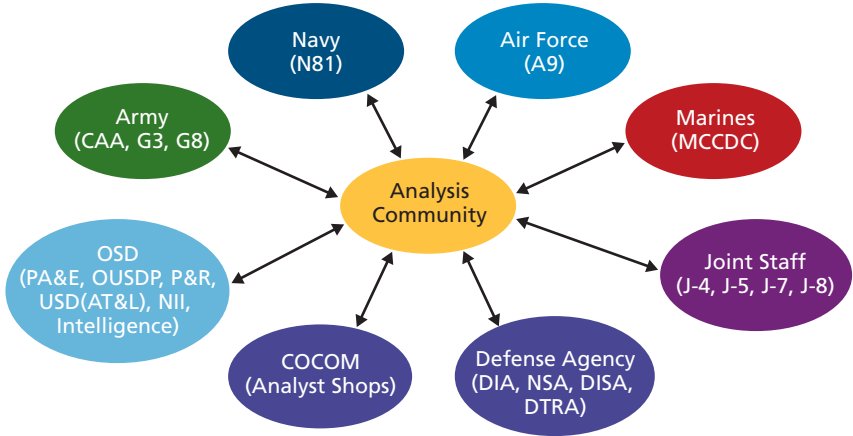 Navy
(N81)
Air Force
(A9)
Army
(CAA, G3, G8)
Marines
(MCCDC)
Analysis
Community
OSD
(PA&E, OUSDP, P&R,
USD(AT&L), NII,
Intelligence)
Joint Staff
(J-4, J-5, J-7, J-8)
COCOM
(Analyst Shops)
Defense Agency
(DIA, NSA, DISA,
DTRA)